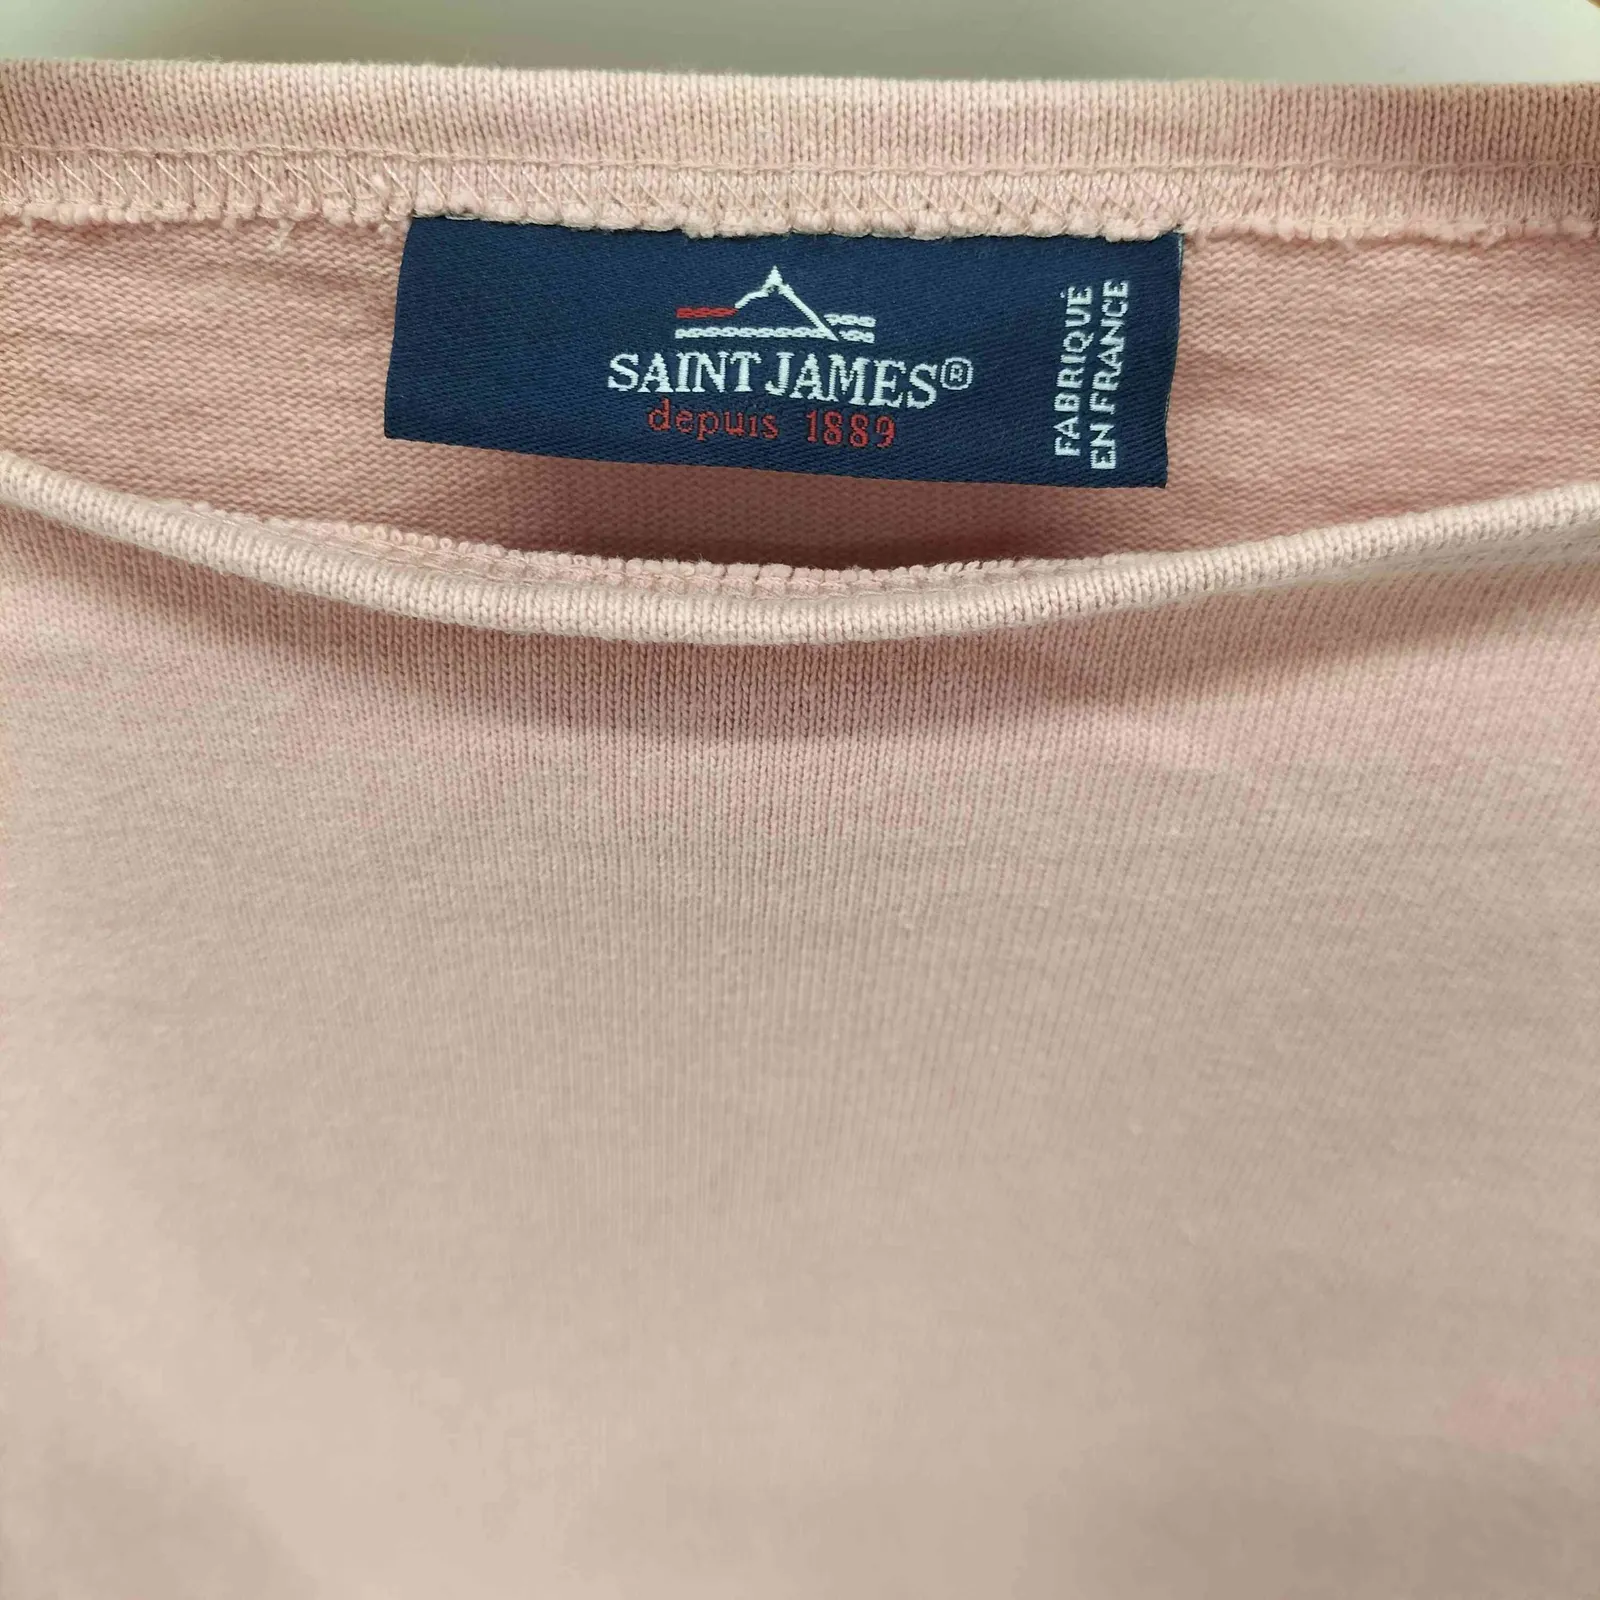 SAINT JAMES®
depuis 1889
FABRIQUÉ
EN FRANCE